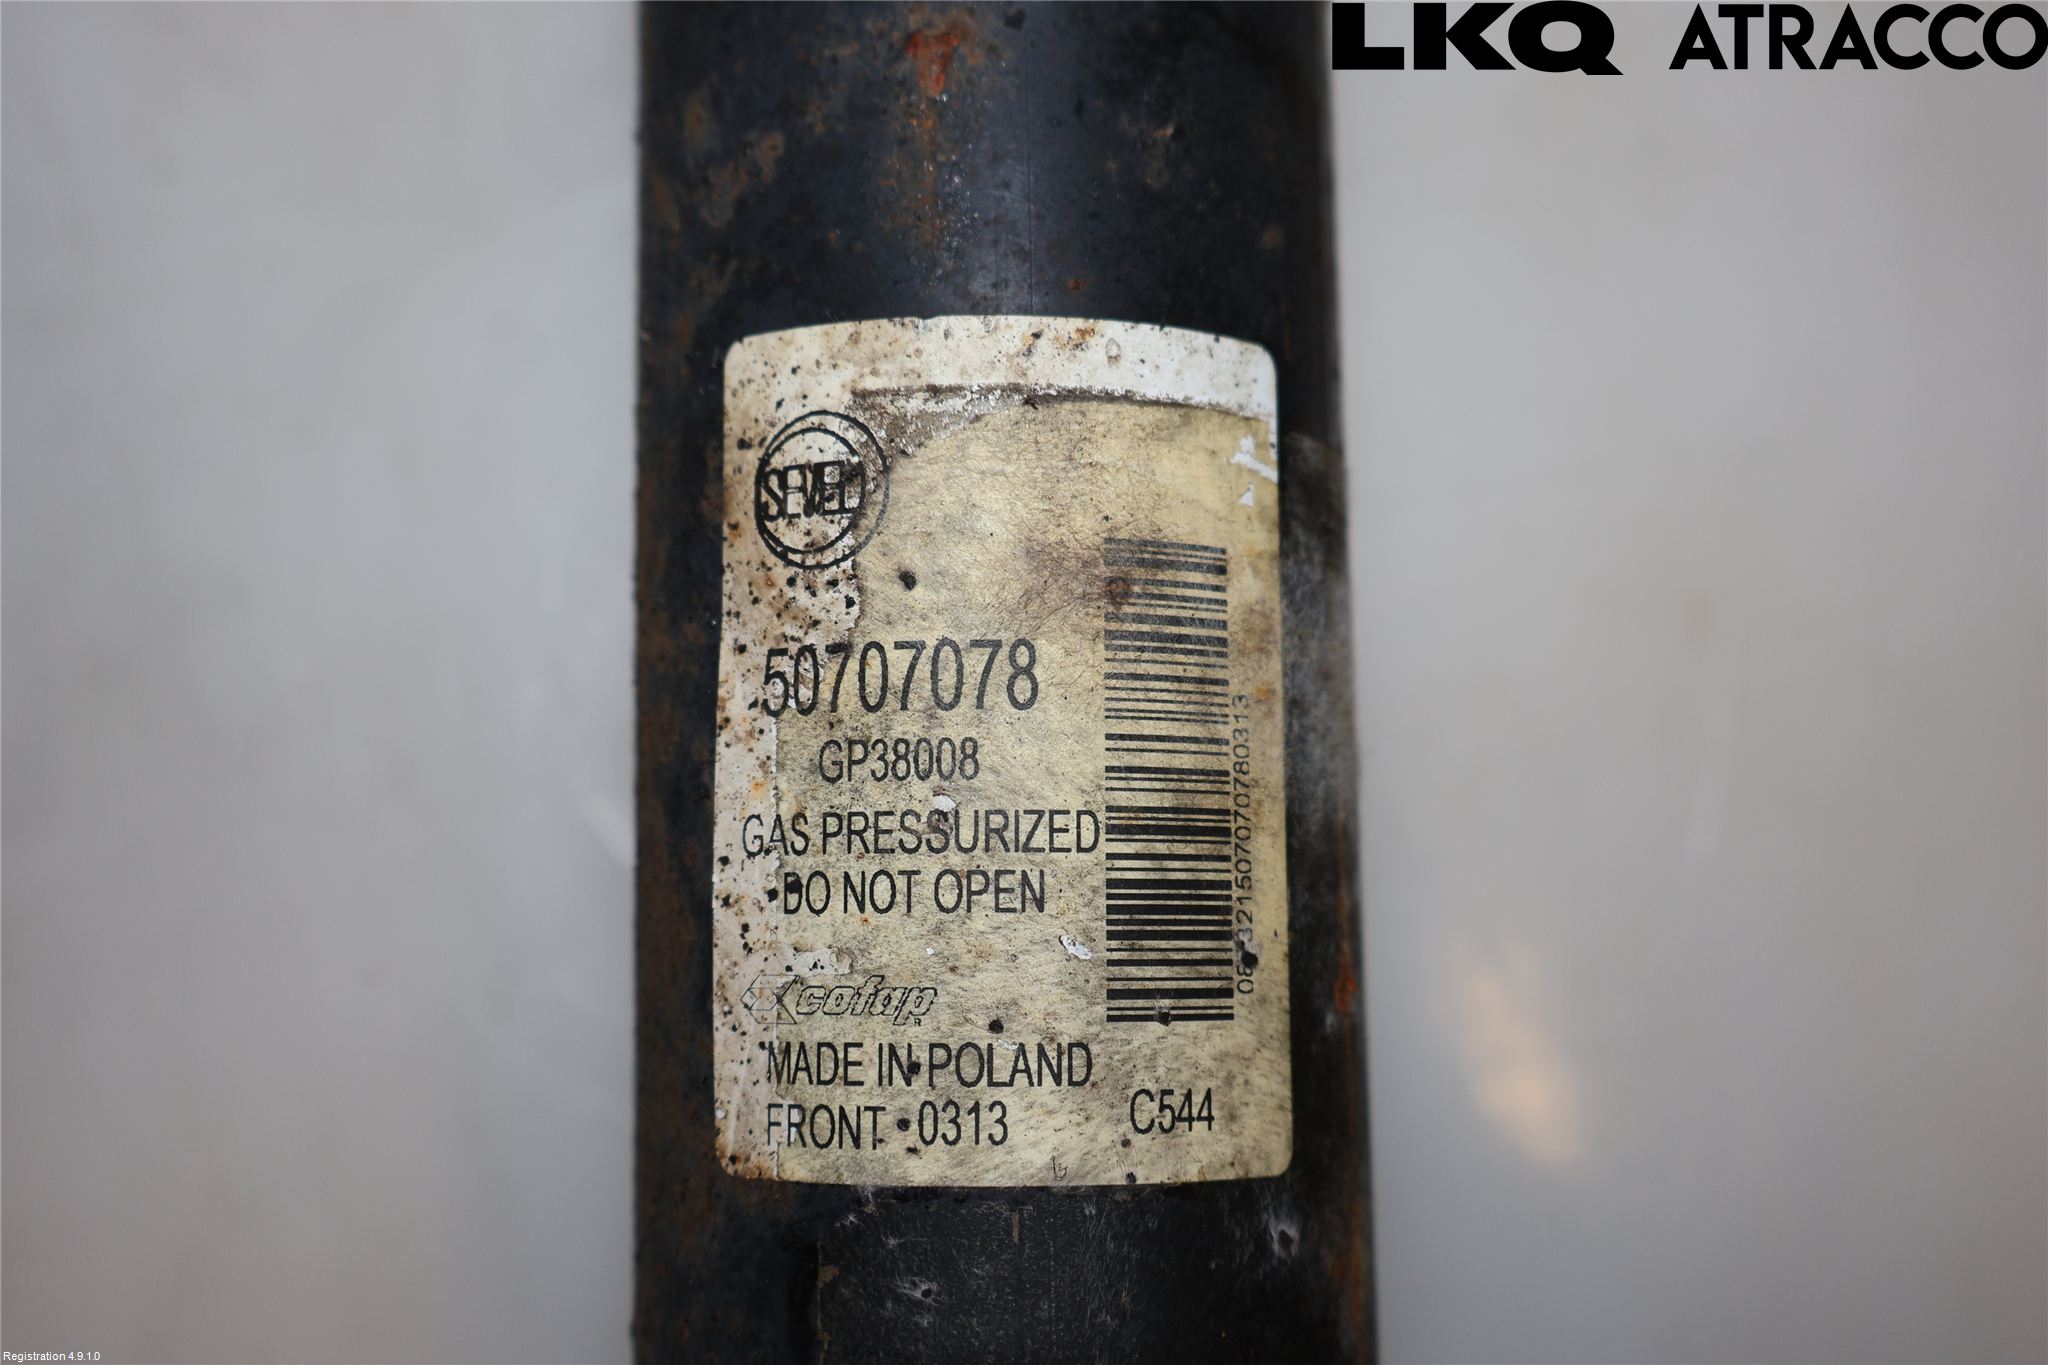 LKQ ATRACCO
SEVEL
50707078
GP38008
GAS PRESSURIZED
DO NOT OPEN
cofap
MADE IN POLAND
FRONT 0313
C544
Registration 4.9.1.0